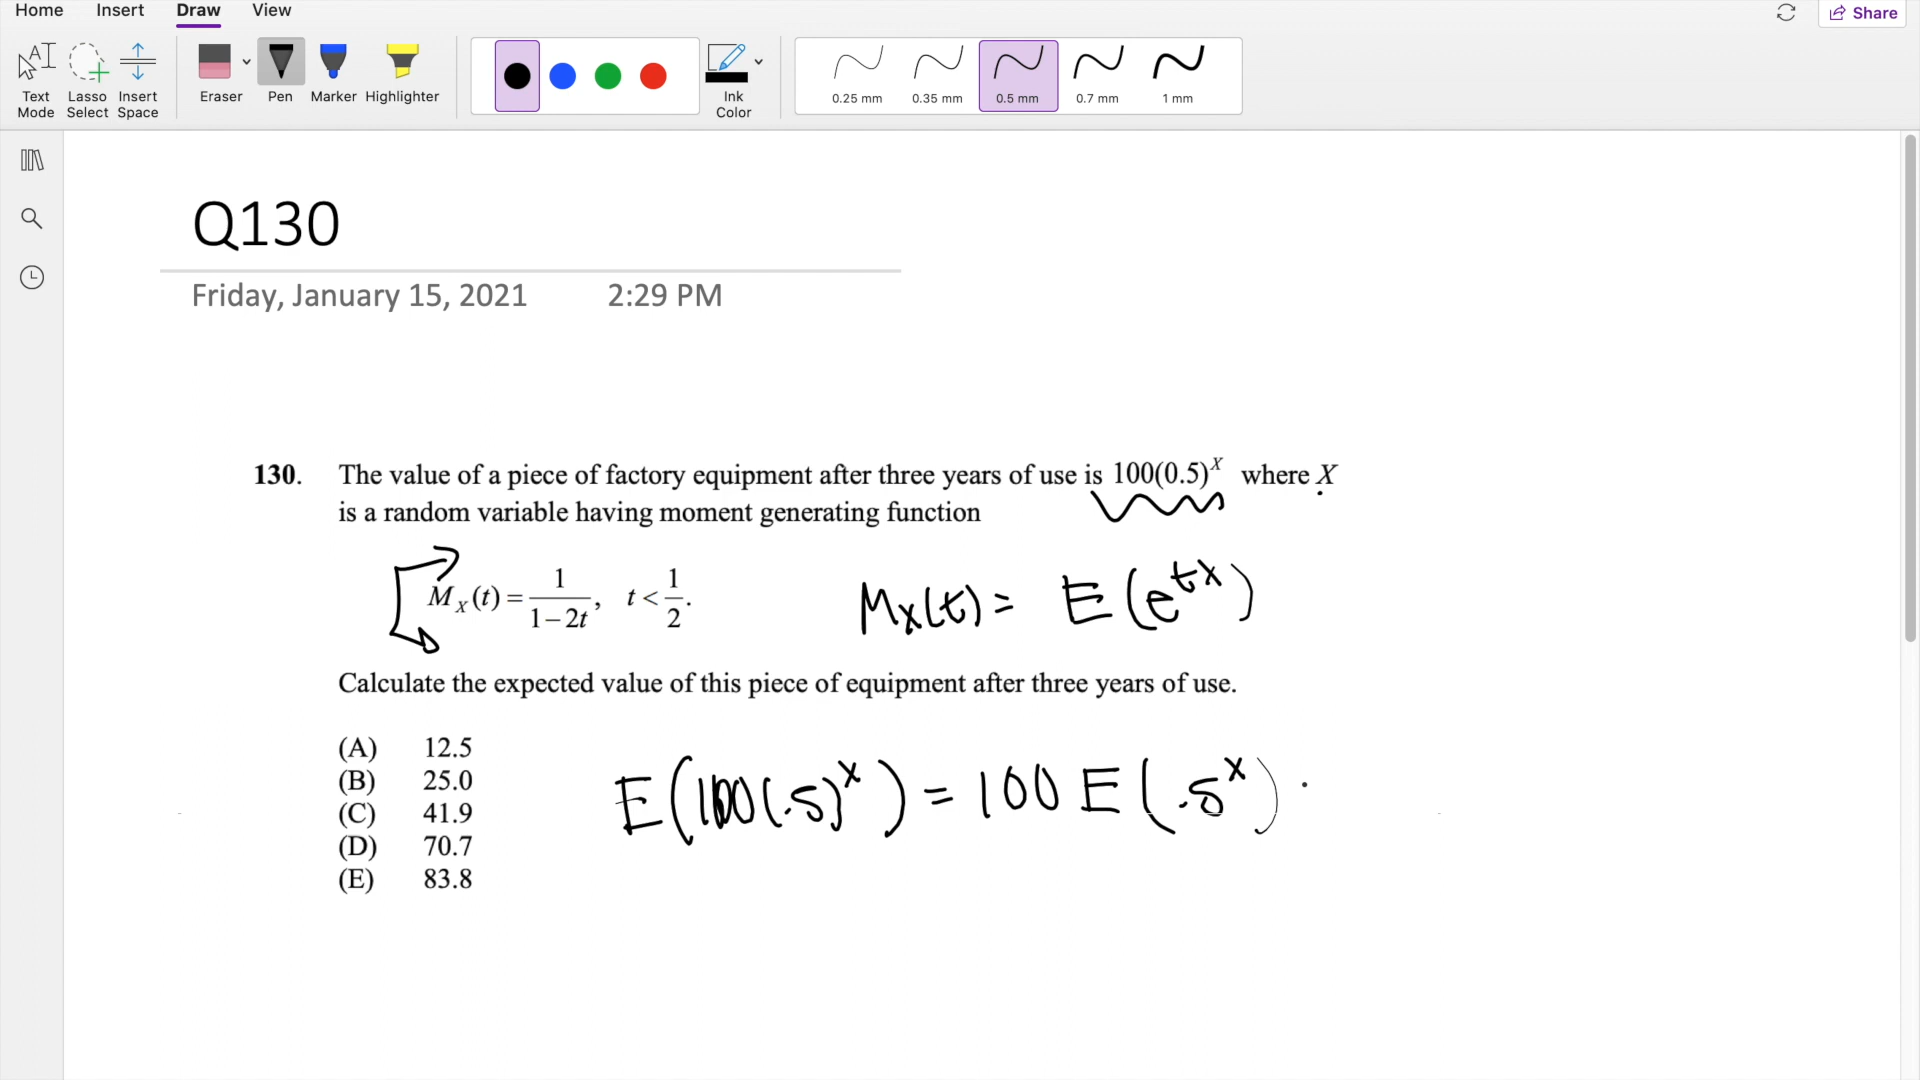 Home Insert Draw View
Share
Text Mode
Lasso Select
Insert Space
Eraser
Pen
Marker
Highlighter
Ink Color
0.25 mm
0.35 mm
0.5 mm
0.7 mm
1 mm
Q130
Friday, January 15, 2021 2:29 PM
130. The value of a piece of factory equipment after three years of use is 100(0.5)^X where X
is a random variable having moment generating function
M_X(t) = 1/(1-2t), t < 1/2.
M_X(t) = E(e^tx)
Calculate the expected value of this piece of equipment after three years of use.
(A) 12.5
(B) 25.0
(C) 41.9
(D) 70.7
(E) 83.8
E(100(.5)^x) = 100 E(.5^x)